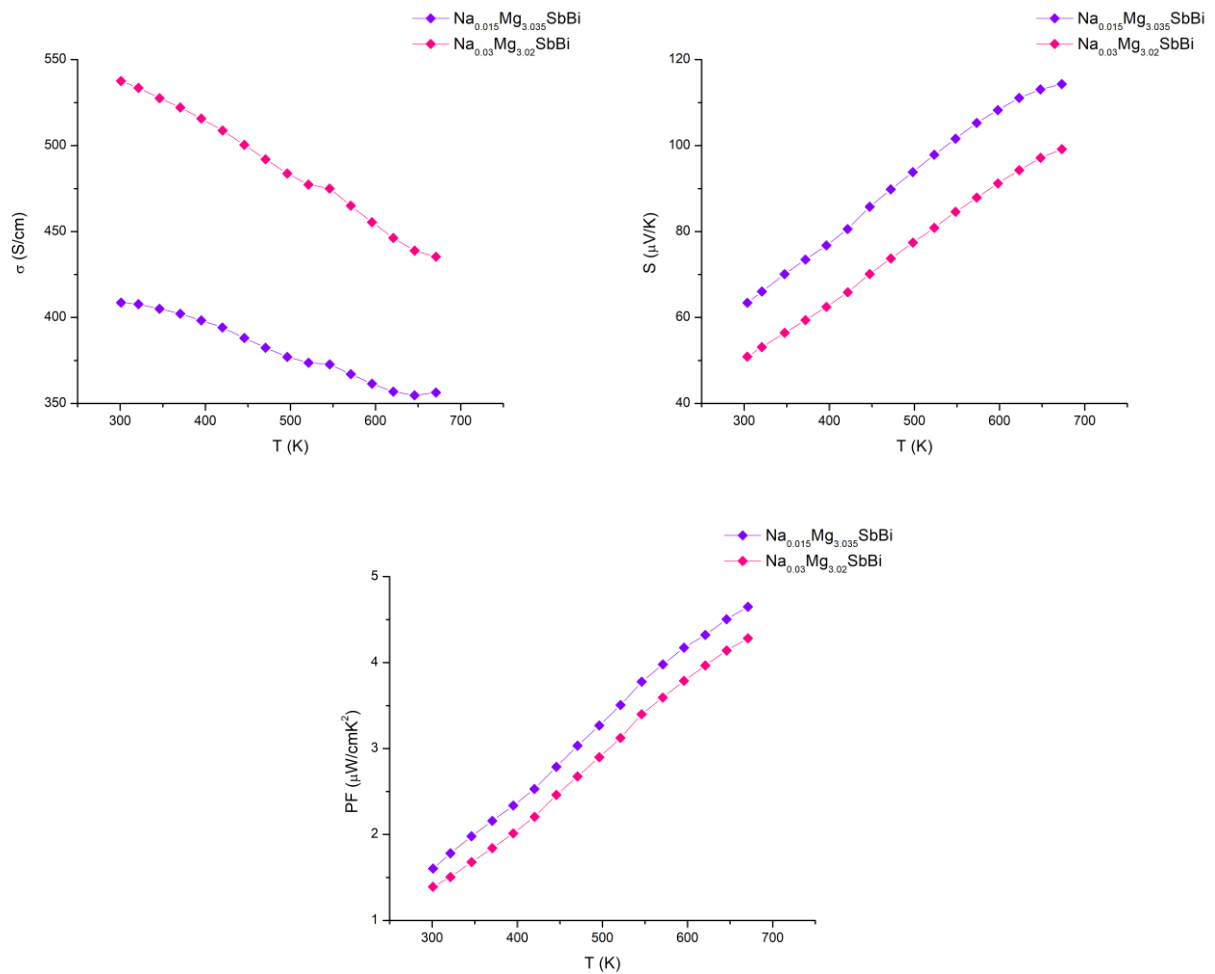 Na₀.₀₁₅Mg₃.₀₃₅SbBi
Na₀.₀₃Mg₃.₀₂SbBi
550
500
450
400
350
σ (S/cm)
300 400 500 600 700
T (K)
Na₀.₀₁₅Mg₃.₀₃₅SbBi
Na₀.₀₃Mg₃.₀₂SbBi
120
100
80
60
40
S (μV/K)
300 400 500 600 700
T (K)
Na₀.₀₁₅Mg₃.₀₃₅SbBi
Na₀.₀₃Mg₃.₀₂SbBi
5
4
3
2
1
PF (μW/cmK²)
300 400 500 600 700
T (K)